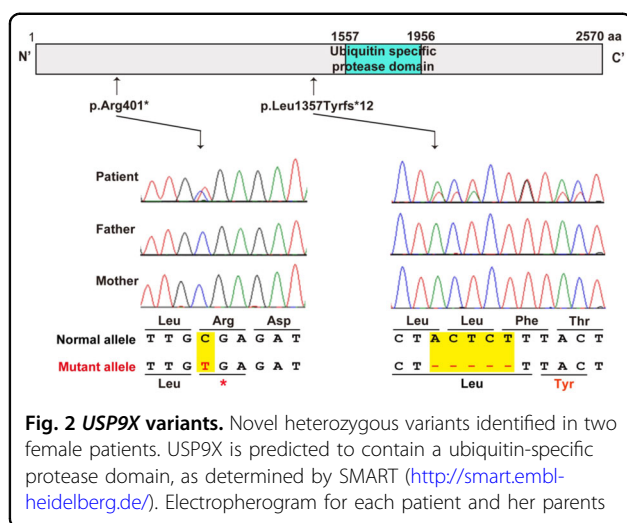 1 1557 1956 2570 aa
N' Ubiquitin specific C'
protease domain
p.Arg401* p.Leu1357Tyrfs*12
Patient
Father
Mother
Leu Arg Asp Leu Leu Phe Thr
Normal allele T T G C G A G A T C T A C T C T T T A C T
Mutant allele T T G T G A G A T C T - - - - - T T A C T
Leu * Leu Tyr
Fig. 2 USP9X variants. Novel heterozygous variants identified in two
female patients. USP9X is predicted to contain a ubiquitin-specific
protease domain, as determined by SMART (http://smart.embl-
heidelberg.de/). Electropherogram for each patient and her parents